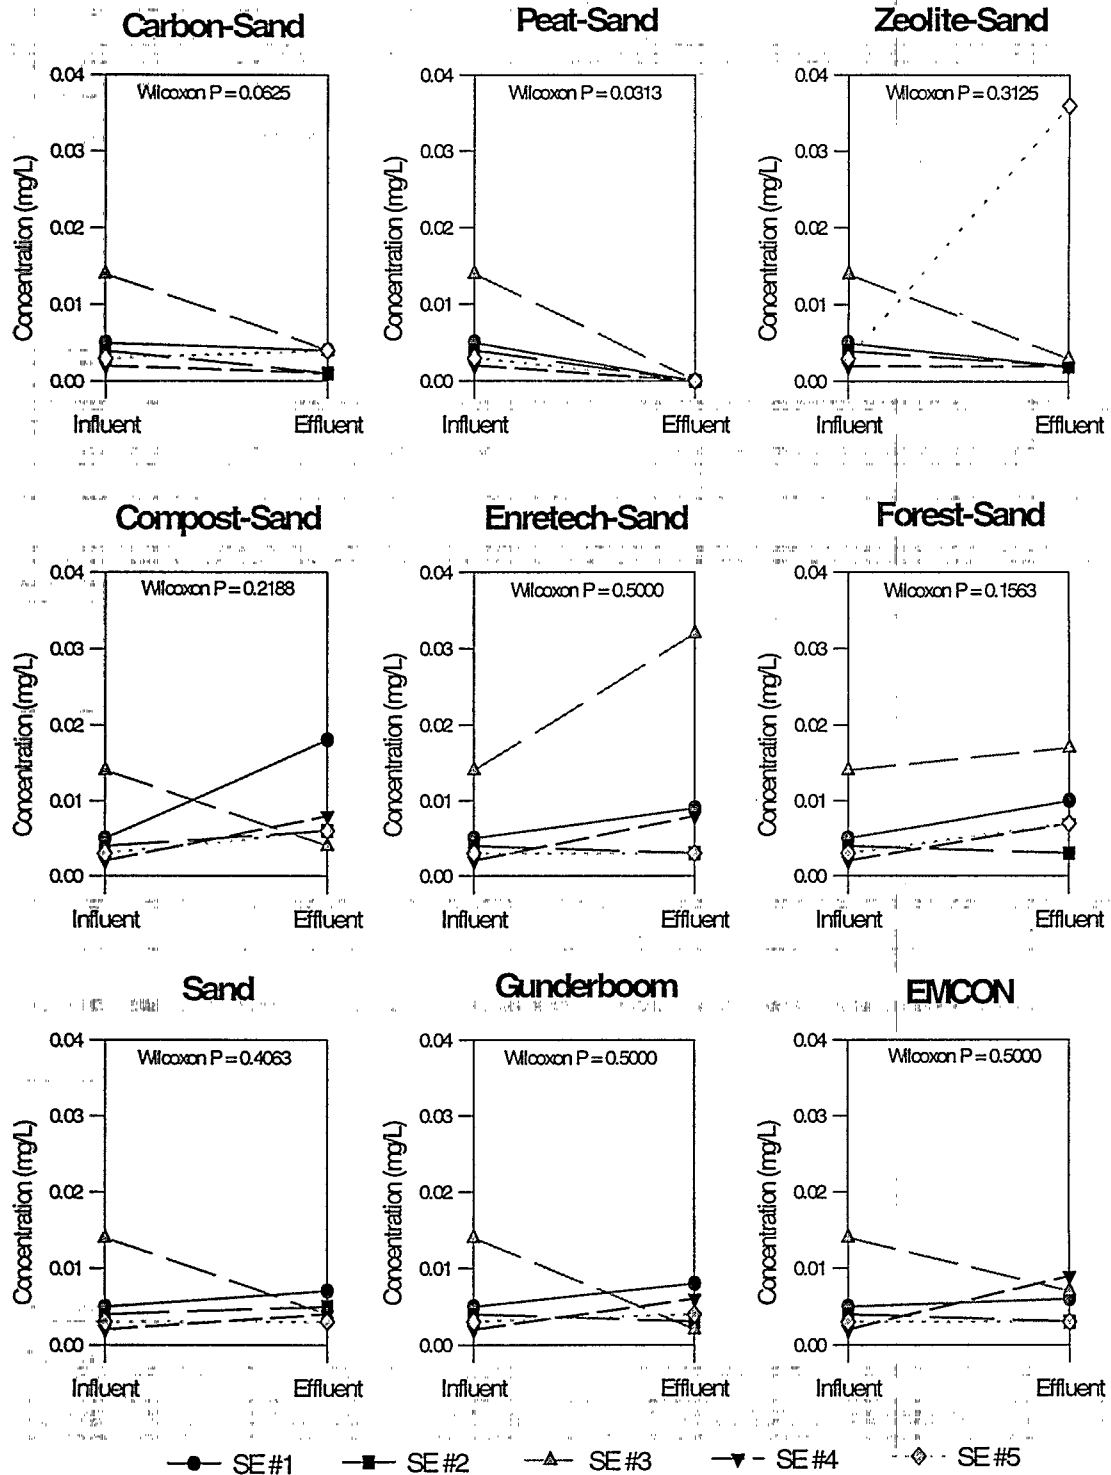 Carbon-Sand Peat-Sand Zeolite-Sand
Wilcoxon P = 0.0625 Wilcoxon P = 0.0313 Wilcoxon P = 0.3125
0.04 0.04 0.04
0.03 0.03 0.03
0.02 0.02 0.02
0.01 0.01 0.01
0.00 0.00 0.00
Concentration (mg/L) Concentration (mg/L) Concentration (mg/L)
Influent Effluent Influent Effluent Influent Effluent
Compost-Sand Enretech-Sand Forest-Sand
Wilcoxon P = 0.2188 Wilcoxon P = 0.5000 Wilcoxon P = 0.1563
0.04 0.04 0.04
0.03 0.03 0.03
0.02 0.02 0.02
0.01 0.01 0.01
0.00 0.00 0.00
Concentration (mg/L) Concentration (mg/L) Concentration (mg/L)
Influent Effluent Influent Effluent Influent Effluent
Sand Gunderboom EMCON
Wilcoxon P = 0.4063 Wilcoxon P = 0.5000 Wilcoxon P = 0.5000
0.04 0.04 0.04
0.03 0.03 0.03
0.02 0.02 0.02
0.01 0.01 0.01
0.00 0.00 0.00
Concentration (mg/L) Concentration (mg/L) Concentration (mg/L)
Influent Effluent Influent Effluent Influent Effluent
SE #1 SE #2 SE #3 SE #4 SE #5